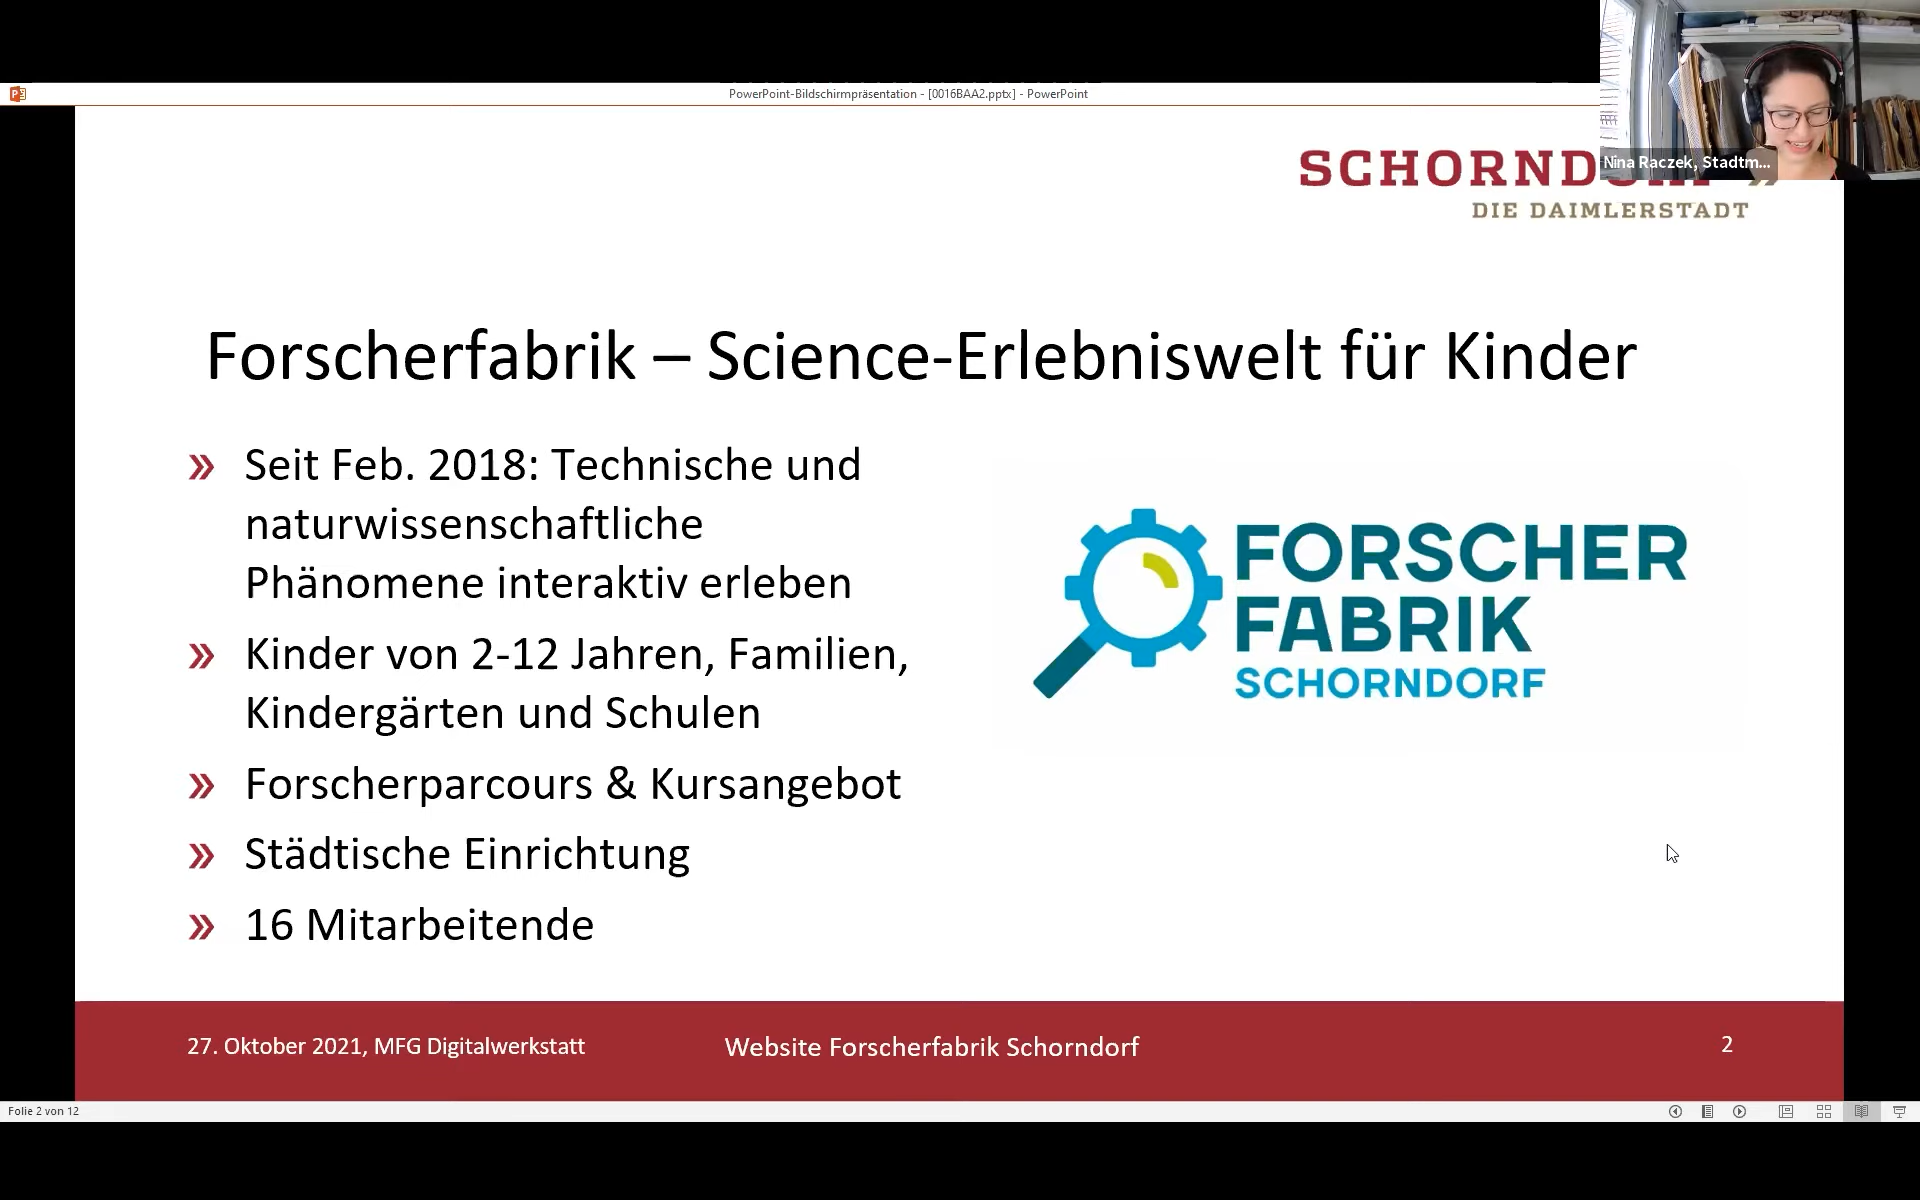 PowerPoint-Bildschirmpräsentation - [0016BAA2.pptx] - PowerPoint
Nina Raczek, Stadtm...
DIE DAIMLERSTADT
Forscherfabrik – Science-Erlebniswelt für Kinder
» Seit Feb. 2018: Technische und
naturwissenschaftliche
Phänomene interaktiv erleben
» Kinder von 2-12 Jahren, Familien,
Kindergärten und Schulen
» Forscherparcours & Kursangebot
» Städtische Einrichtung
» 16 Mitarbeitende
FORSCHER
FABRIK
SCHORNDORF
27. Oktober 2021, MFG Digitalwerkstatt
Website Forscherfabrik Schorndorf
2
Folie 2 von 12